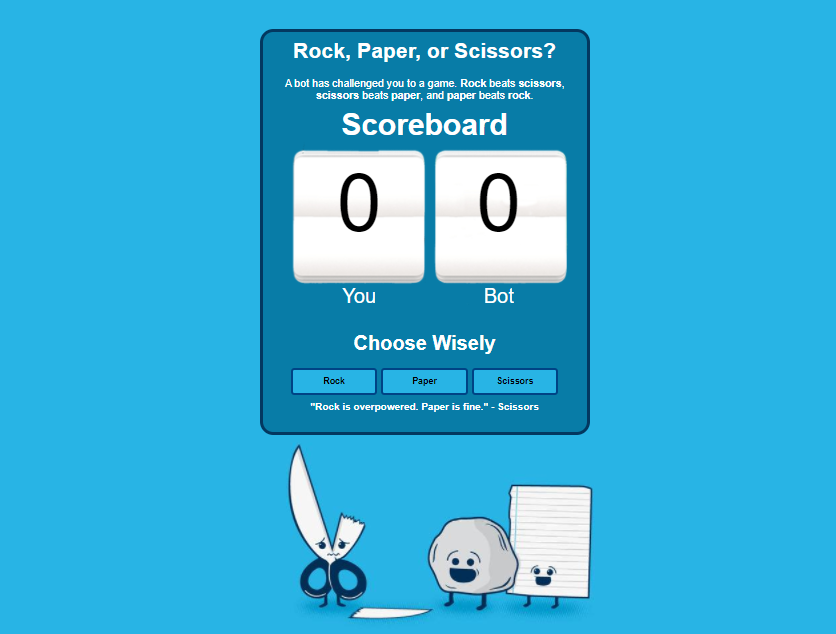 Rock, Paper, or Scissors?
A bot has challenged you to a game. Rock beats scissors,
scissors beats paper, and paper beats rock.
Scoreboard
0 0
You Bot
Choose Wisely
Rock Paper Scissors
"Rock is overpowered. Paper is fine." - Scissors